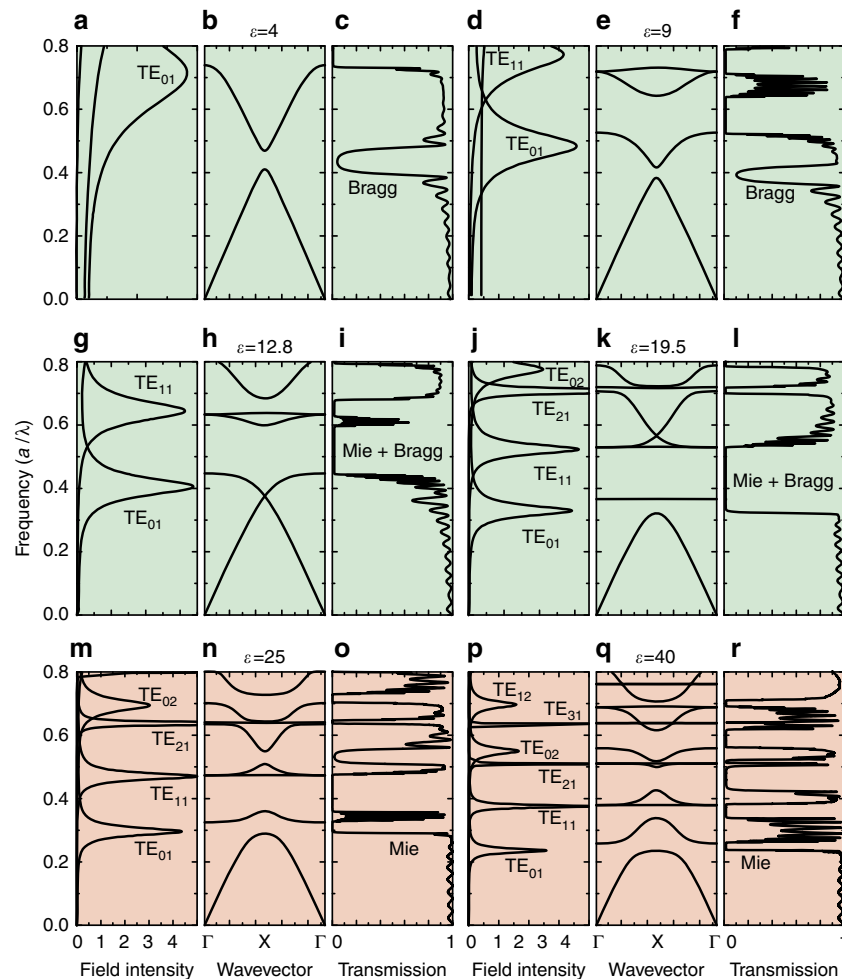 a b ε=4 c d e ε=9 f
0.8
0.6
0.4
0.2
0.0
TE01
Bragg
TE11
TE01
Bragg
g h ε=12.8 i j k ε=19.5 l
0.8
0.6
0.4
0.2
0.0
Frequency (a/λ)
TE11
TE01
Mie + Bragg
TE02
TE21
TE11
TE01
Mie + Bragg
m n ε=25 o p q ε=40 r
0.8
0.6
0.4
0.2
0.0
TE02
TE21
TE11
TE01
Mie
TE12
TE31
TE02
TE21
TE11
TE01
Mie
0 1 2 3 4 Γ X Γ 0 1 0 1 2 3 4 Γ X Γ 0 1
Field intensity Wavevector Transmission Field intensity Wavevector Transmission